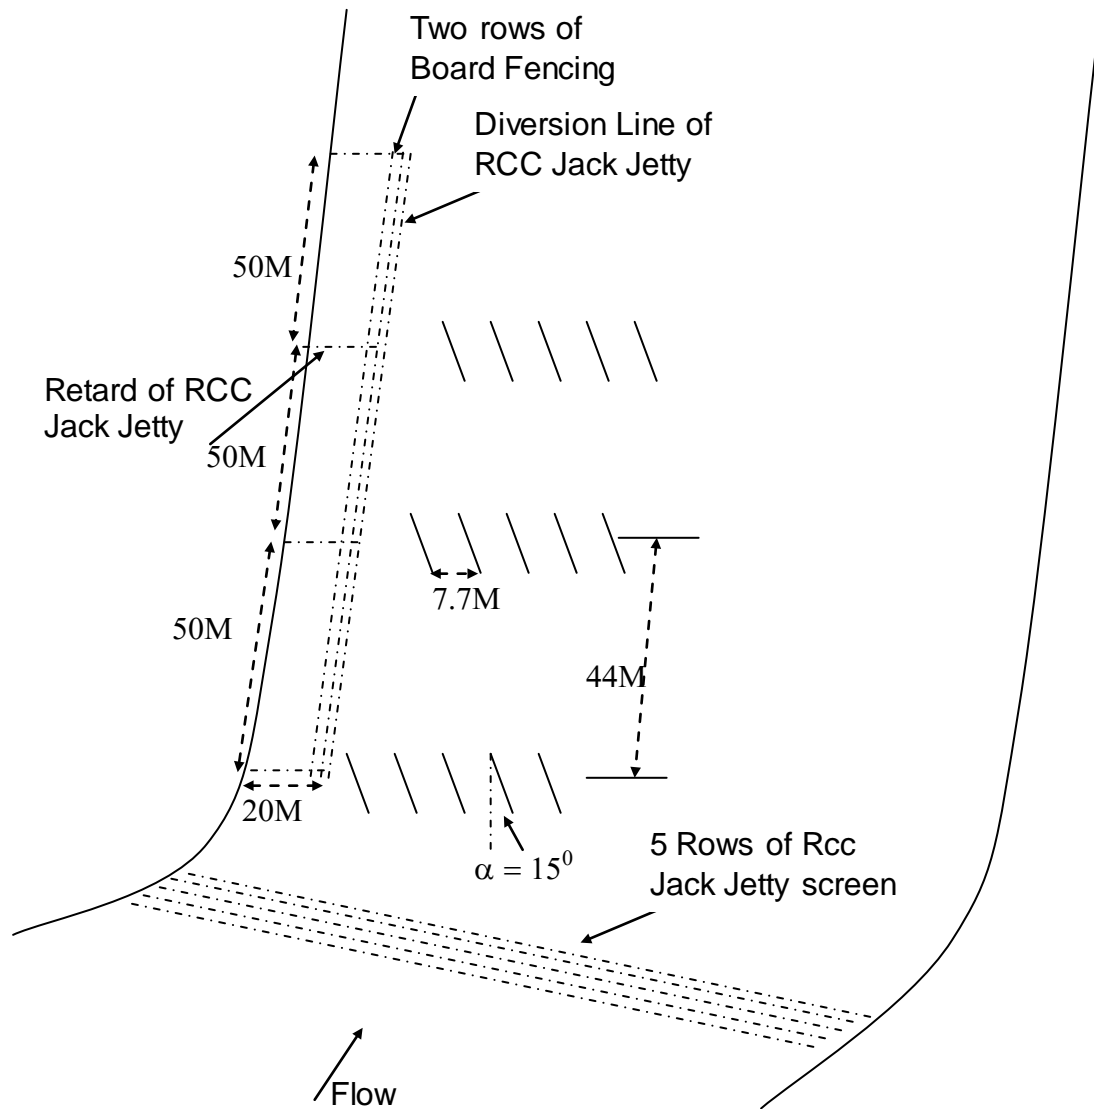 Two rows of
Board Fencing
Diversion Line of
RCC Jack Jetty
50M
Retard of RCC
Jack Jetty
50M
7.7M
50M
44M
20M
α = 15⁰
5 Rows of Rcc
Jack Jetty screen
Flow